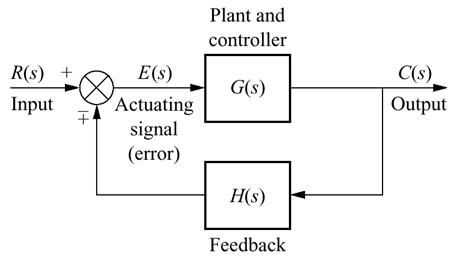 Plant and
controller
R(s) +
E(s)
G(s)
C(s)
Input
∓
Actuating
signal
(error)
Output
H(s)
Feedback